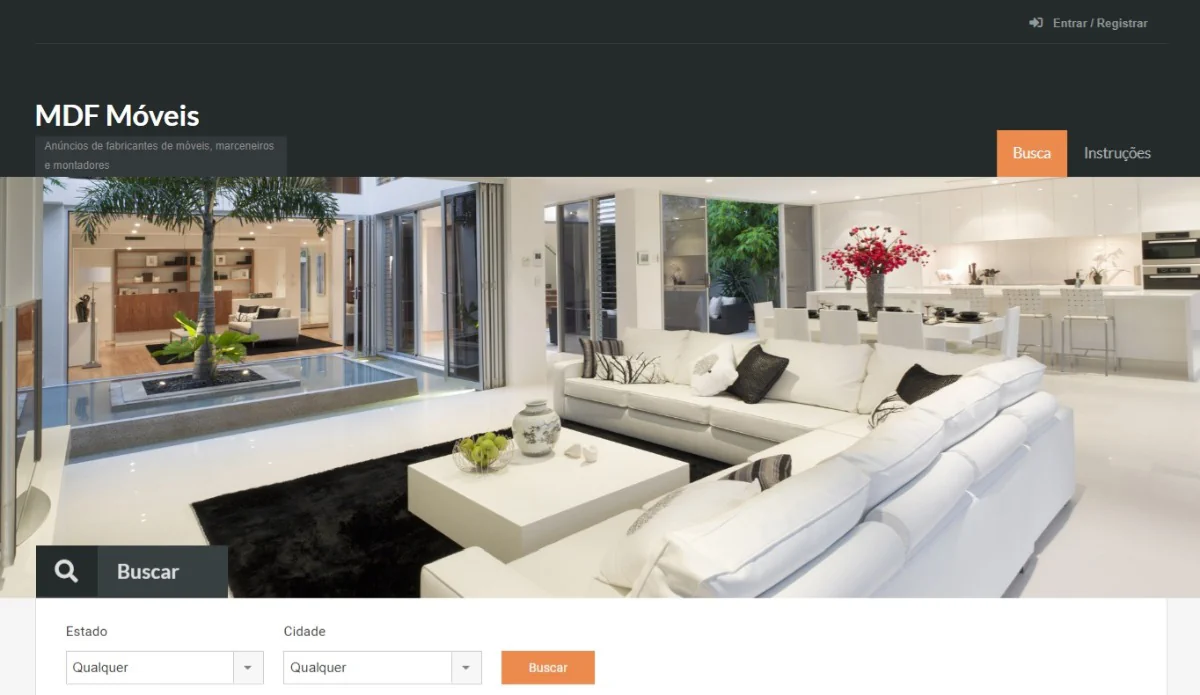 Entrar / Registrar
MDF Móveis
Anúncios de fabricantes de móveis, marceneiros
e montadores
Busca
Instruções
Buscar
Estado
Cidade
Qualquer
Qualquer
Buscar